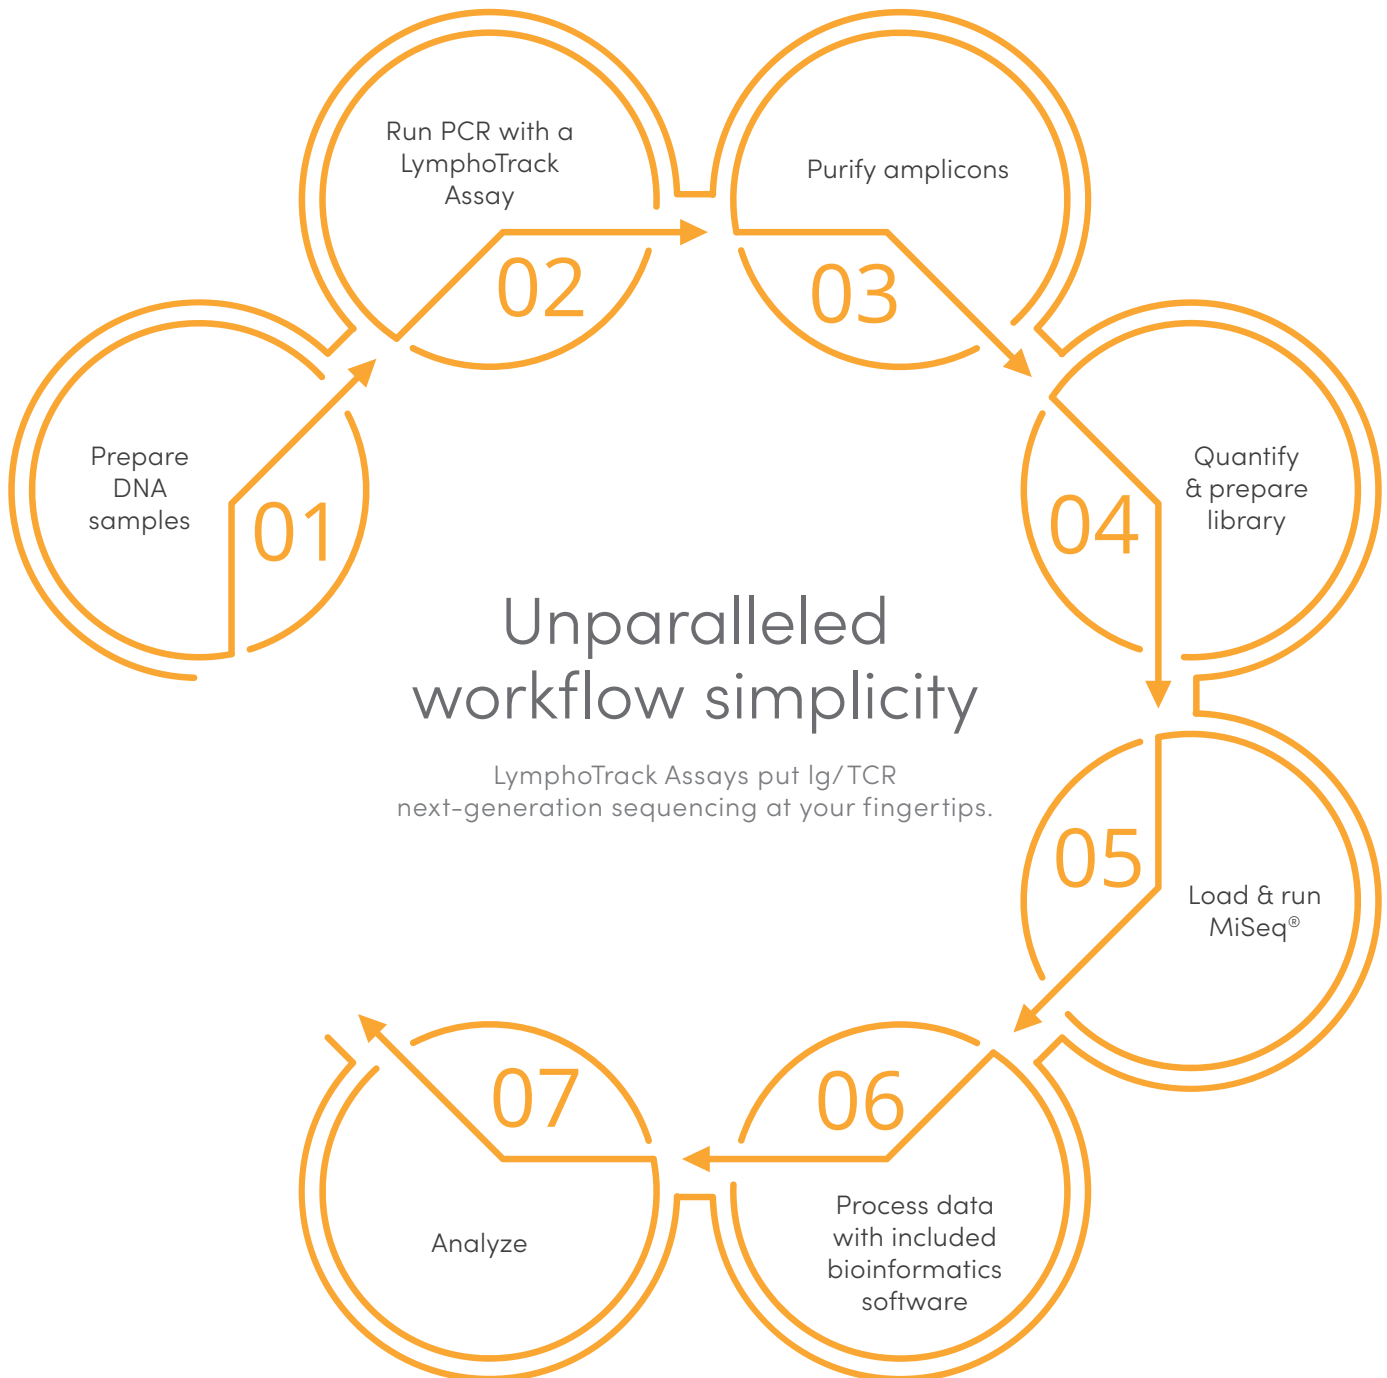 Prepare
DNA
samples
01
Run PCR with a
LymphoTrack
Assay
02
Purify amplicons
03
Quantify
& prepare
library
04
Load & run
MiSeq®
05
Process data
with included
bioinformatics
software
06
Analyze
07
Unparalleled
workflow simplicity
LymphoTrack Assays put Ig/TCR
next-generation sequencing at your fingertips.